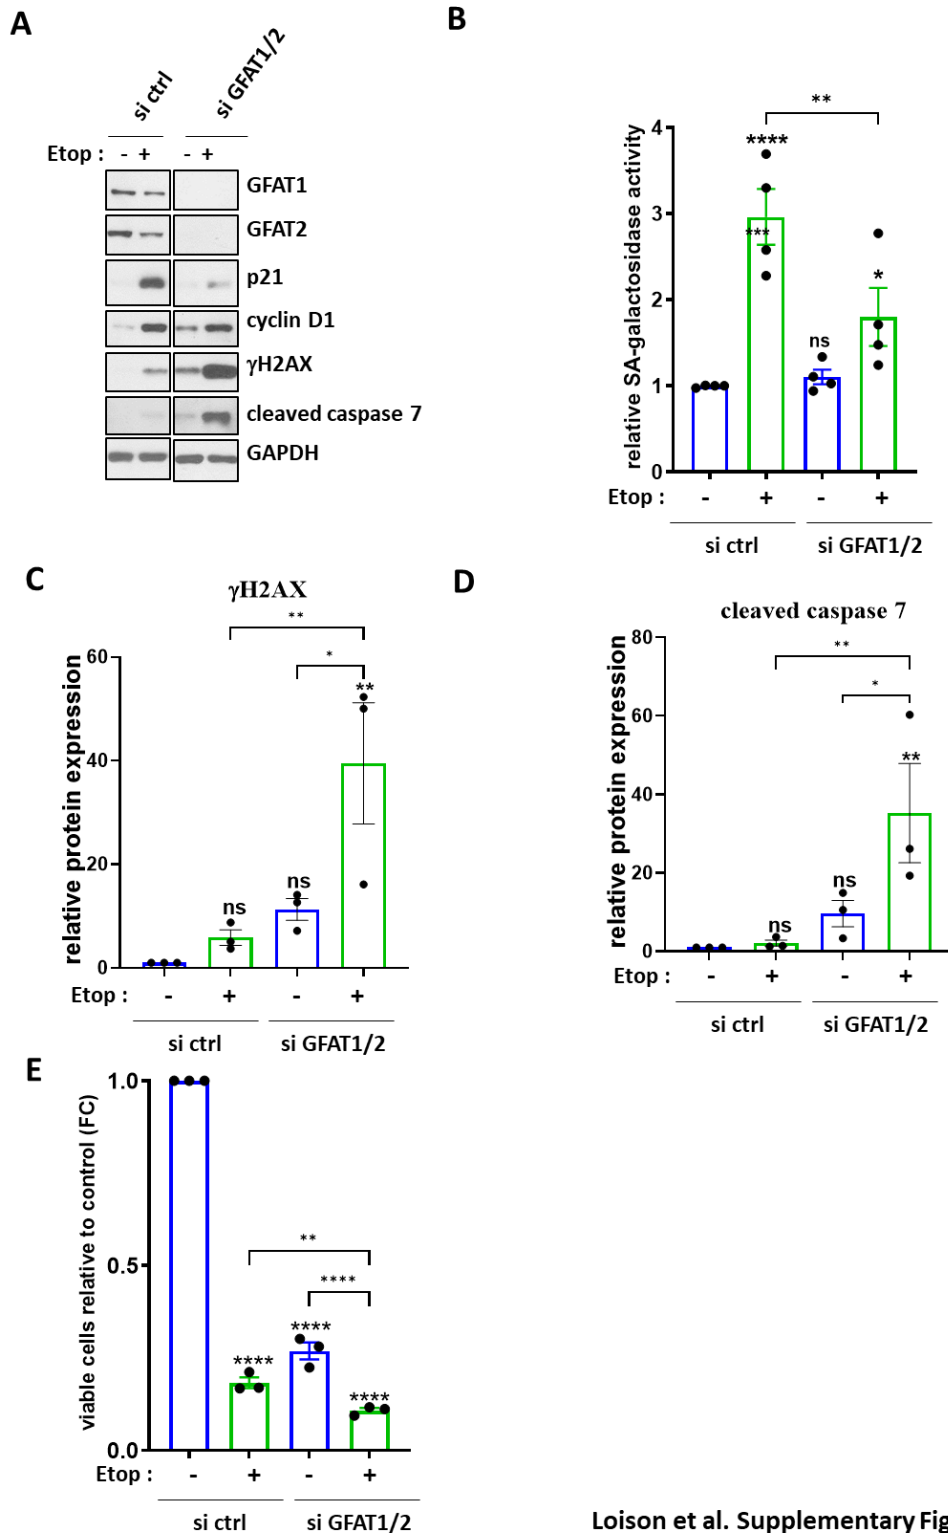 A
si ctrl
si GFAT1/2
Etop : - + - +
GFAT1
GFAT2
p21
cyclin D1
γH2AX
cleaved caspase 7
GAPDH
B
relative SA-galactosidase activity
4
3
2
1
0
**
****
***
ns
*
Etop : - + - +
si ctrl si GFAT1/2
C
γH2AX
relative protein expression
60
40
20
0
**
*
**
ns
ns
Etop : - + - +
si ctrl si GFAT1/2
D
cleaved caspase 7
relative protein expression
80
60
40
20
0
**
*
**
ns
ns
Etop : - + - +
si ctrl si GFAT1/2
E
viable cells relative to control (FC)
1.0
0.5
0.0
**
****
****
****
****
Etop : - + - +
si ctrl si GFAT1/2
Loison et al. Supplementary Fig